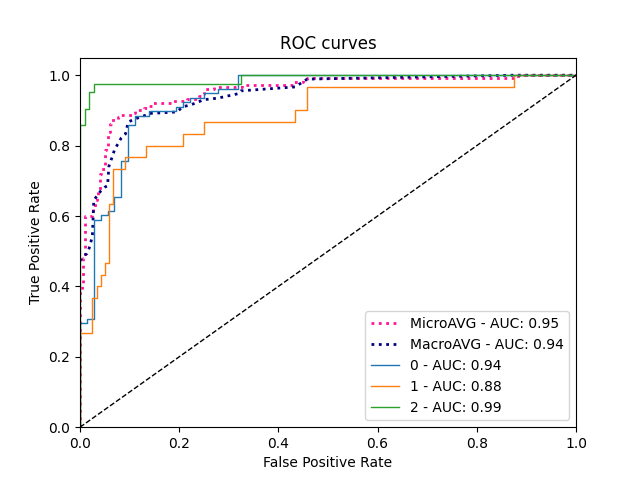 ROC curves
True Positive Rate
1.0
0.8
0.6
0.4
0.2
0.0
MicroAVG - AUC: 0.95
MacroAVG - AUC: 0.94
0 - AUC: 0.94
1 - AUC: 0.88
2 - AUC: 0.99
0.0 0.2 0.4 0.6 0.8 1.0
False Positive Rate